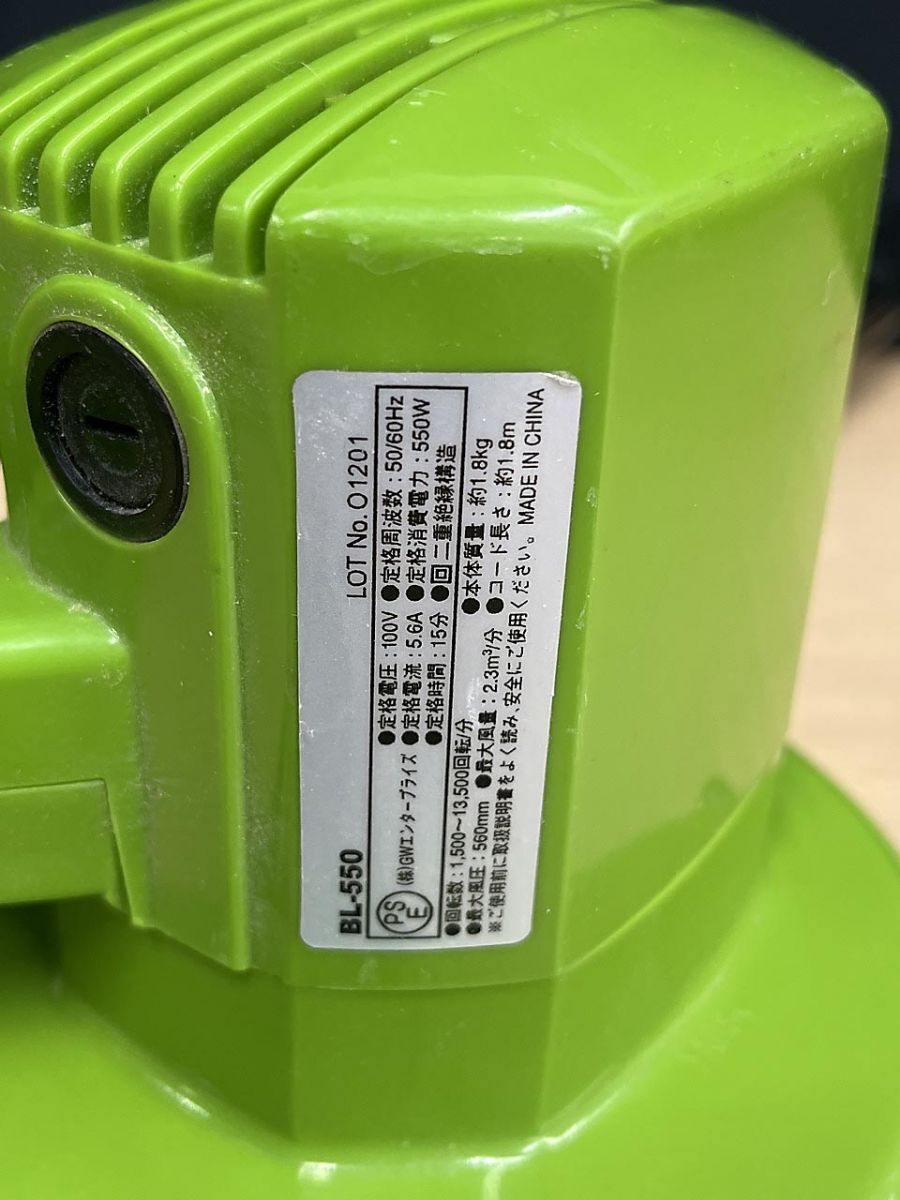 BL-550 LOT No. O1201
PS E (株)GWエンタープライズ
●定格電圧:100V ●定格周波数:50/60Hz
●定格電流:5.6A ●定格消費電力:550W
●定格時間:15分 ●回 二重絶縁構造
●回転数:1,500〜13,500回転/分 ●本体質量:約1.8kg
●最大風圧:560mm ●最大風量:2.3m³/分 ●コード長さ:約1.8m
※ご使用前に取扱説明書をよく読み、安全にご使用ください。MADE IN CHINA